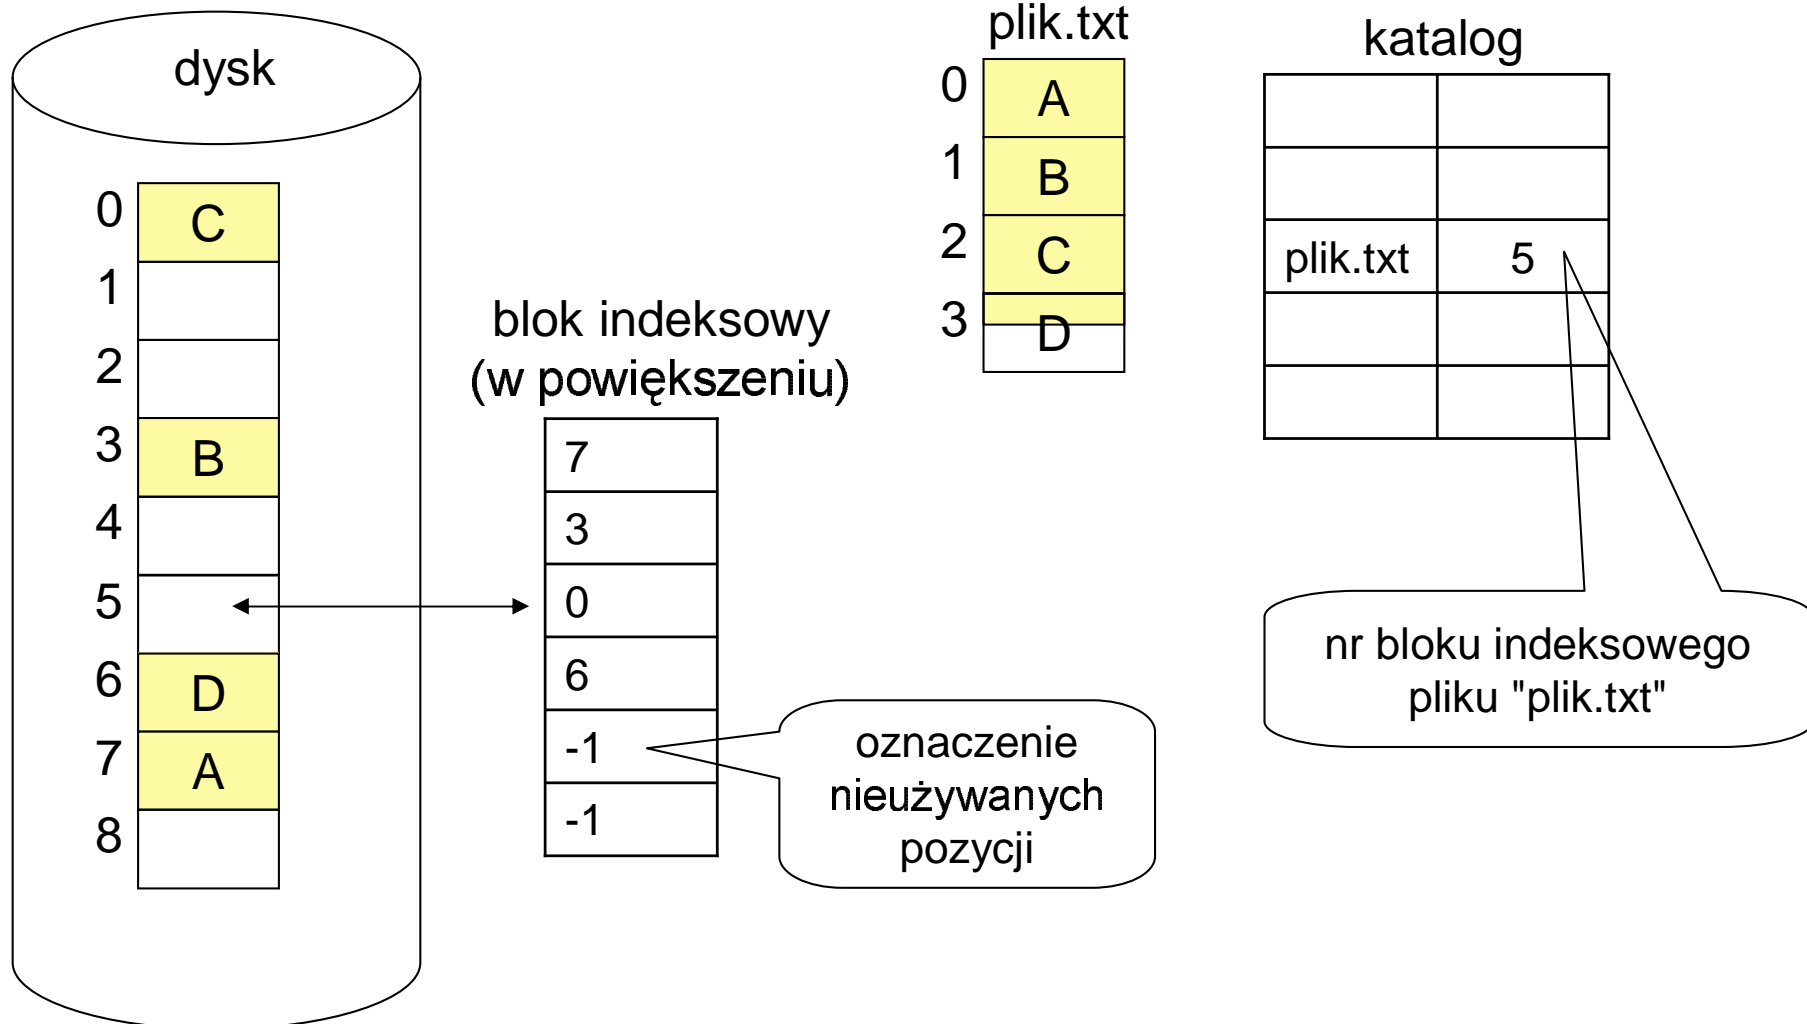 dysk
0 C
1
2
3 B
4
5
6 D
7 A
8
blok indeksowy
(w powiększeniu)
7
3
0
6
-1
-1
oznaczenie
nieużywanych
pozycji
plik.txt
0 A
1 B
2 C
3 D
katalog
plik.txt 5
nr bloku indeksowego
pliku "plik.txt"